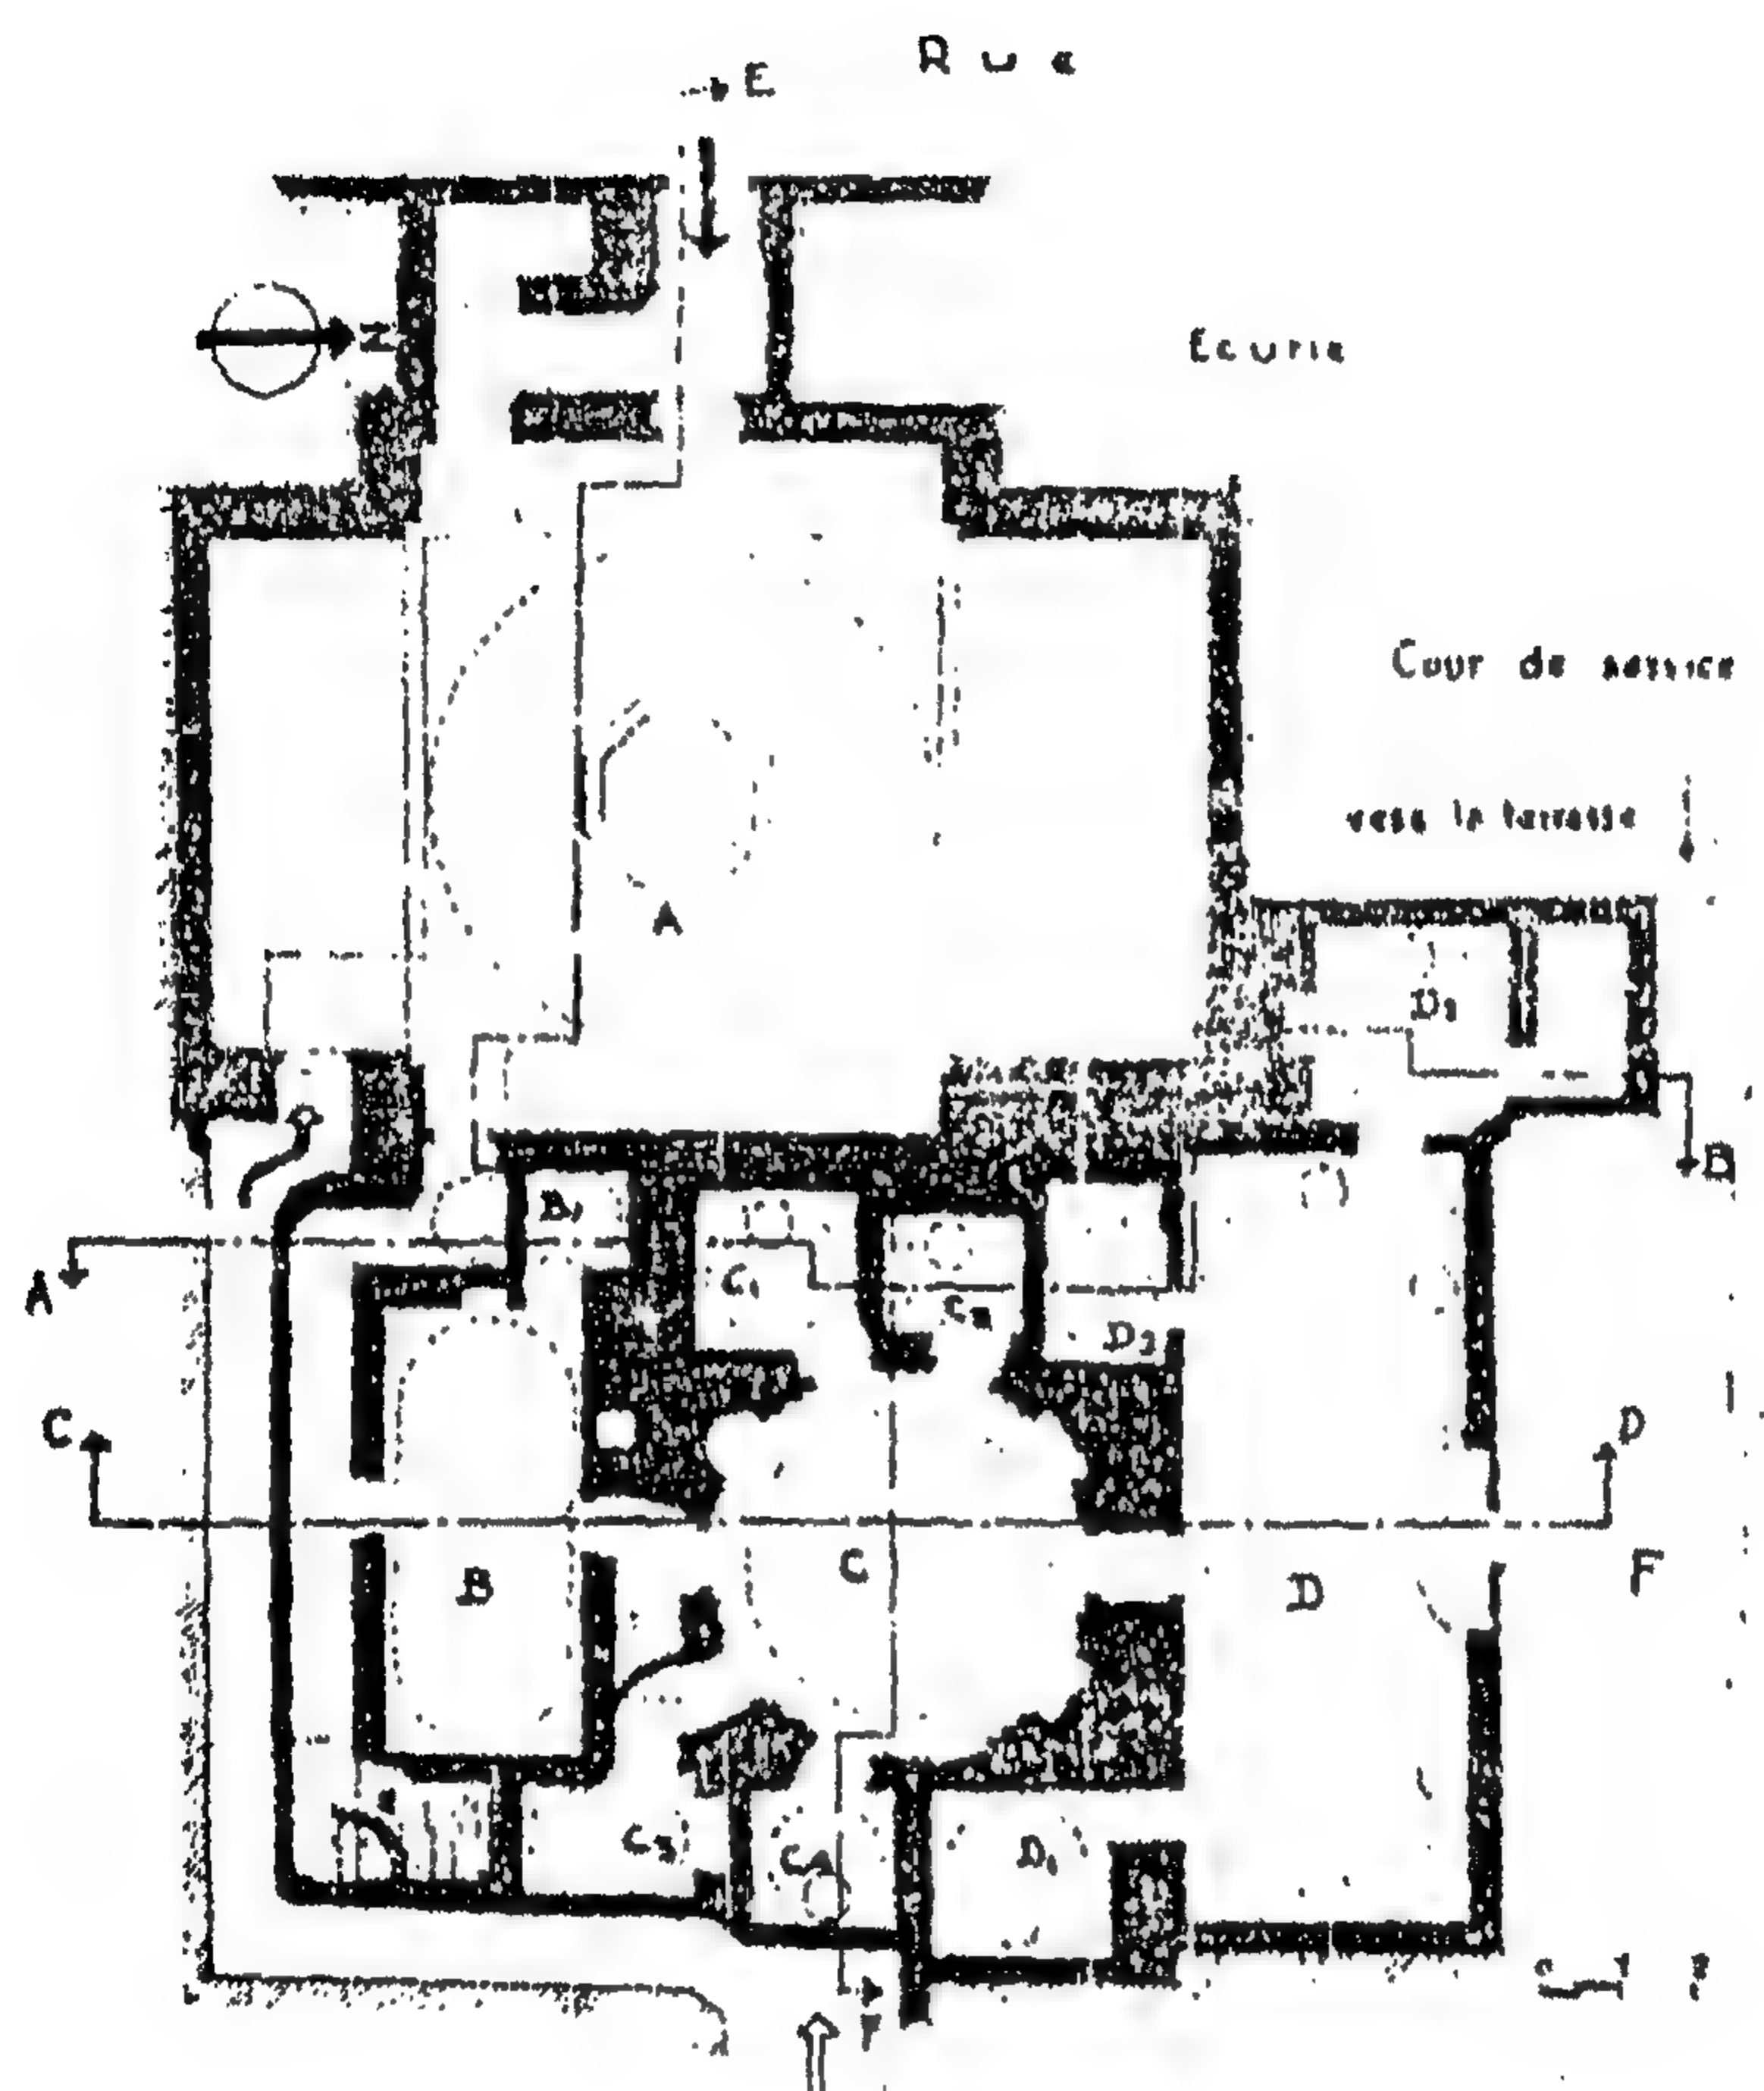 Rue
E
N
Ecurie
Cour de service
vers la terrasse
A
D3
B
B1
A
C1
C2
D2
C
D
B
C
D
F
C3
C4
D1
F